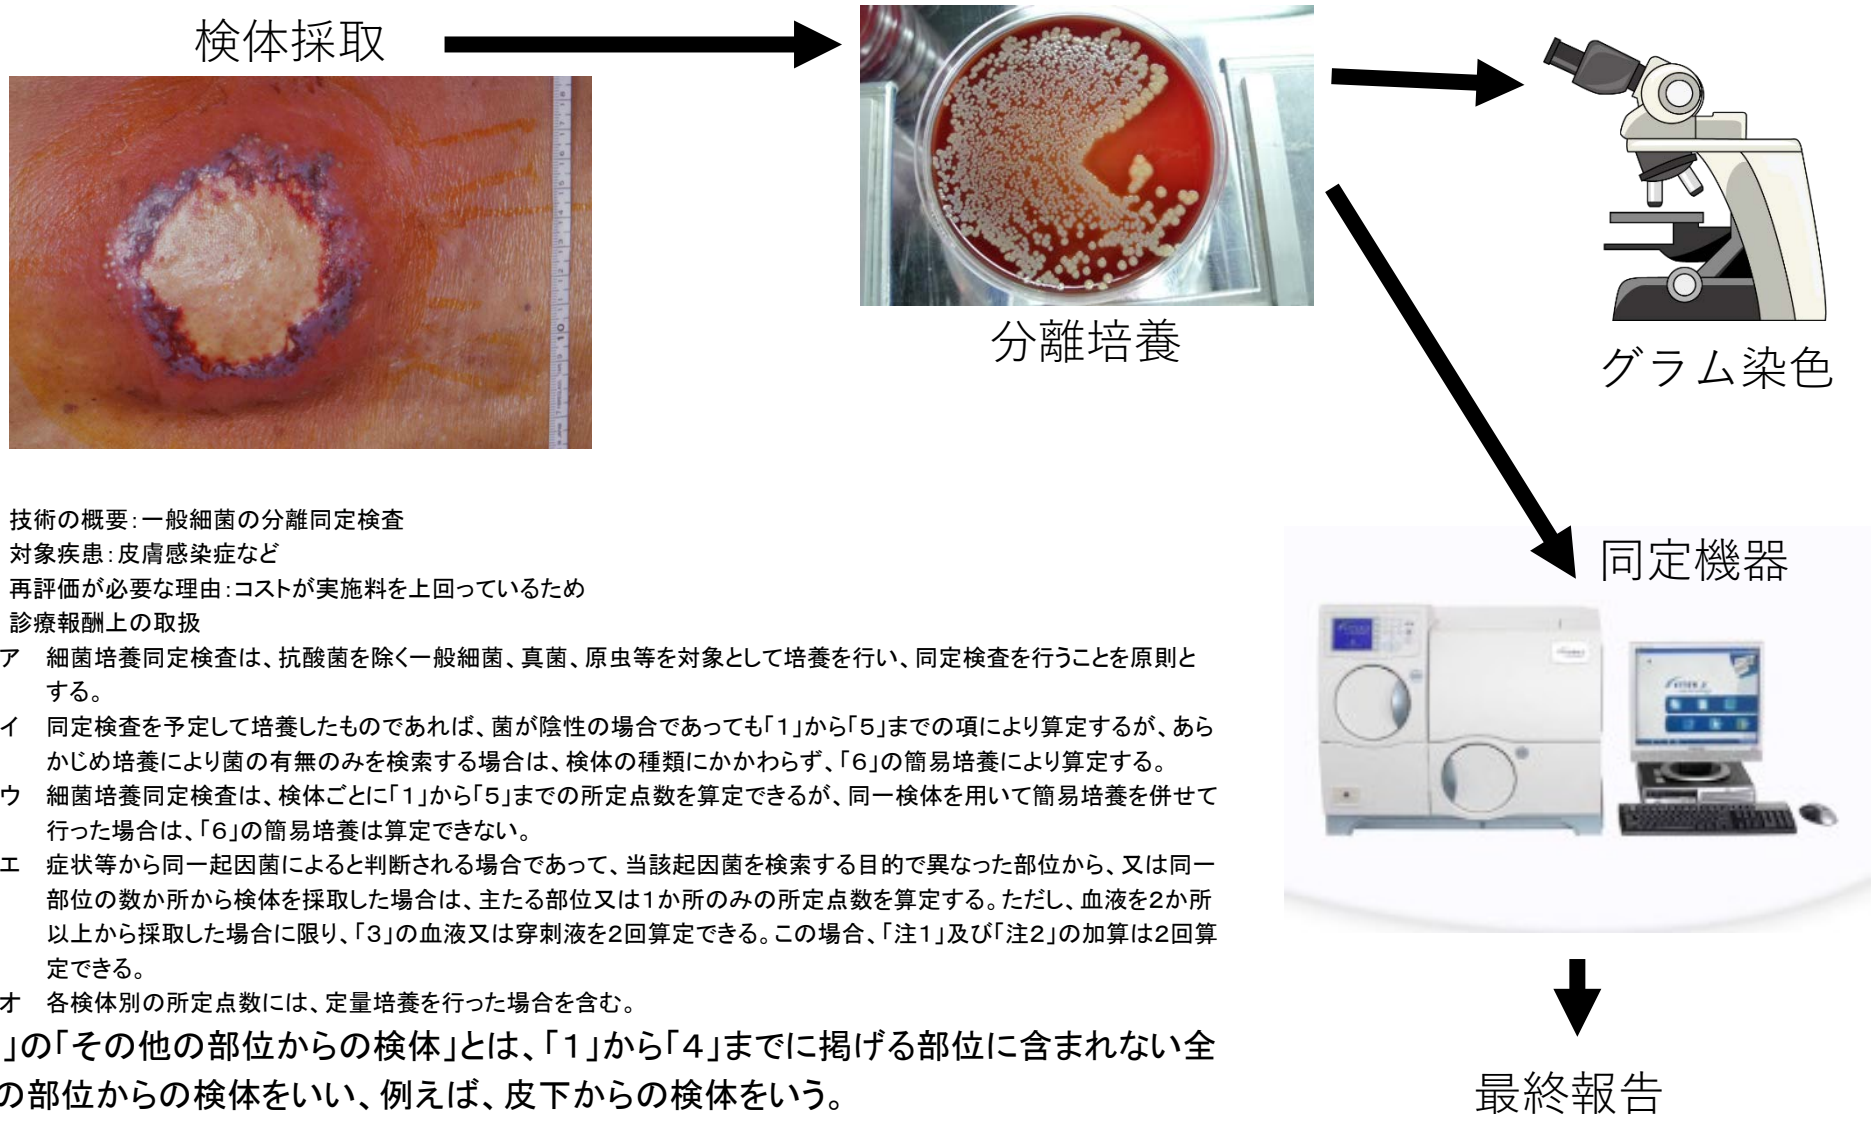 検体採取
分離培養
グラム染色
同定機器
最終報告
技術の概要：一般細菌の分離同定検査
対象疾患：皮膚感染症など
再評価が必要な理由：コストが実施料を上回っているため
診療報酬上の取扱
ア　細菌培養同定検査は、抗酸菌を除く一般細菌、真菌、原虫等を対象として培養を行い、同定検査を行うことを原則と
する。
イ　同定検査を予定して培養したものであれば、菌が陰性の場合であっても「１」から「５」までの項により算定するが、あら
かじめ培養により菌の有無のみを検索する場合は、検体の種類にかかわらず、「６」の簡易培養により算定する。
ウ　細菌培養同定検査は、検体ごとに「１」から「５」までの所定点数を算定できるが、同一検体を用いて簡易培養を併せて
行った場合は、「６」の簡易培養は算定できない。
エ　症状等から同一起因菌によると判断される場合であって、当該起因菌を検索する目的で異なった部位から、又は同一
部位の数か所から検体を採取した場合は、主たる部位又は１か所のみの所定点数を算定する。ただし、血液を２か所
以上から採取した場合に限り、「３」の血液又は穿刺液を２回算定できる。この場合、「注１」及び「注２」の加算は２回算
定できる。
オ　各検体別の所定点数には、定量培養を行った場合を含む。
」の「その他の部位からの検体」とは、「１」から「４」までに掲げる部位に含まれない全
の部位からの検体をいい、例えば、皮下からの検体をいう。